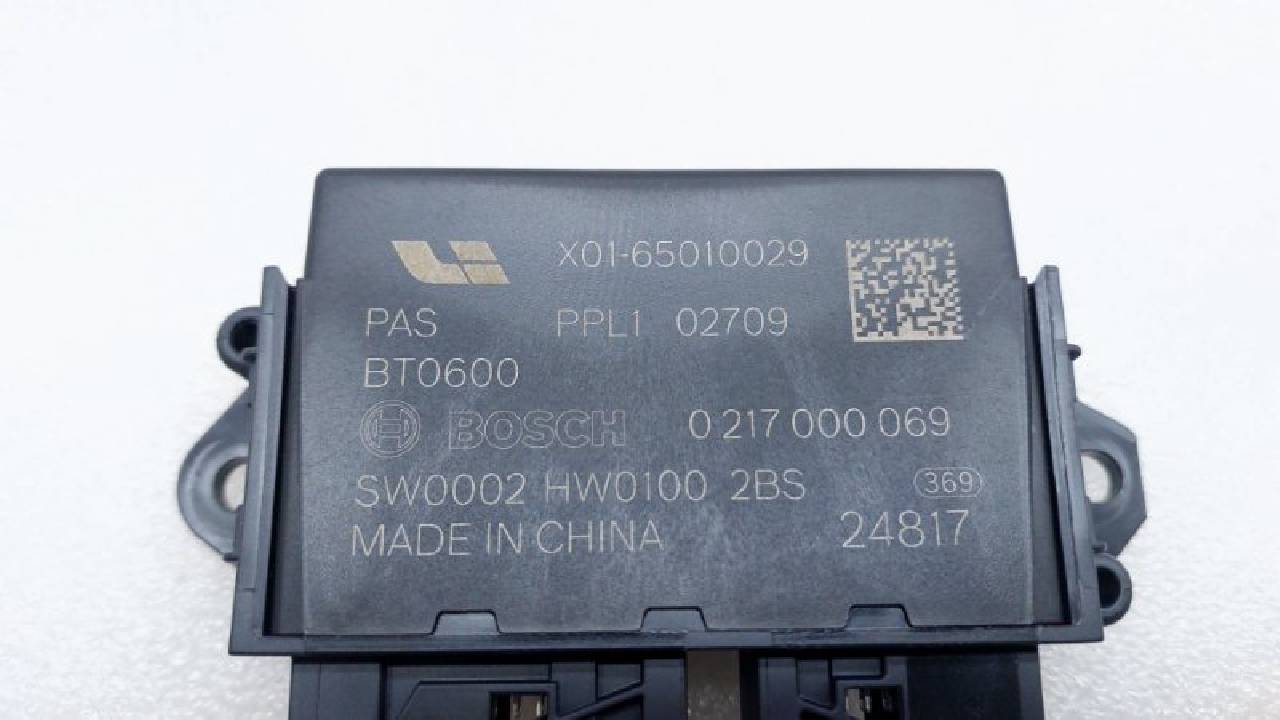 X01-65010029
PAS PPL1 02709
BT0600
BOSCH 0 217 000 069
SW0002 HW0100 2BS 369
MADE IN CHINA 24817